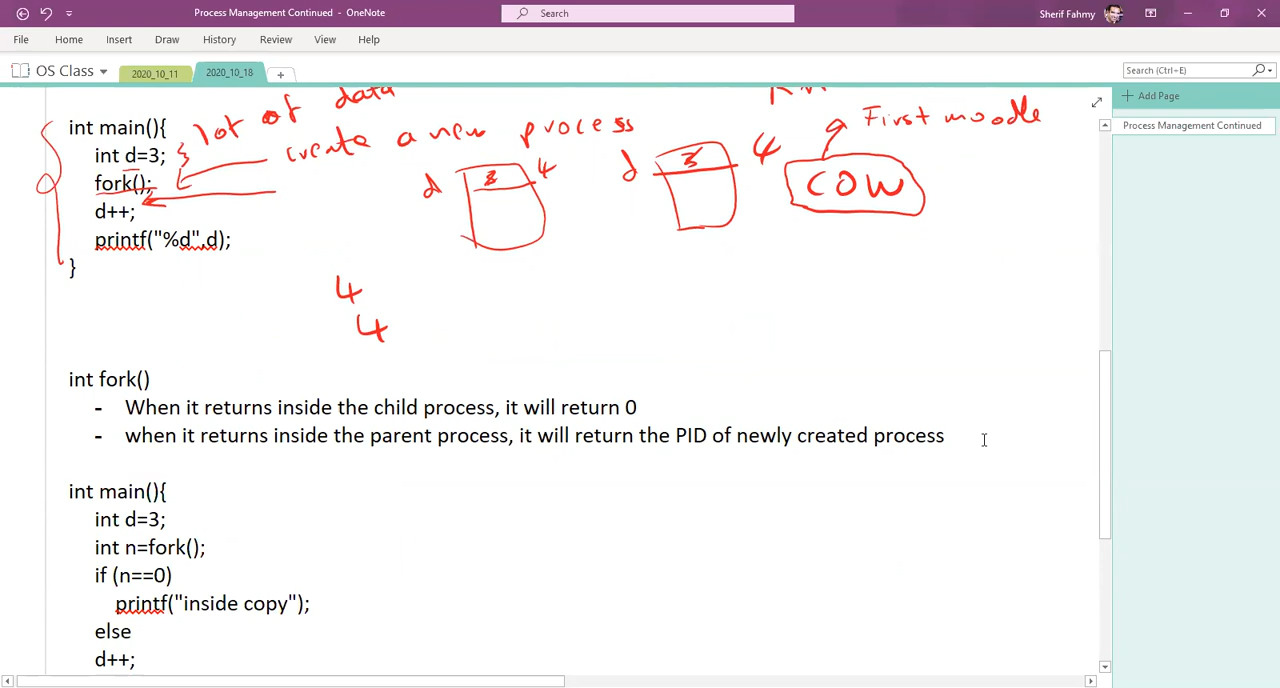 Process Management Continued - OneNote
Search
Sherif Fahmy
File Home Insert Draw History Review View Help
OS Class 2020_10_11 2020_10_18 +
Search (Ctrl+E)
Add Page
Process Management Continued
lot of data
create a new process
First moodle
COW
d 3 4
d 3 4
int main(){
int d=3;
fork();
d++;
printf("%d",d);
}
4
4
int fork()
- When it returns inside the child process, it will return 0
- when it returns inside the parent process, it will return the PID of newly created process
int main(){
int d=3;
int n=fork();
if (n==0)
printf("inside copy");
else
d++;